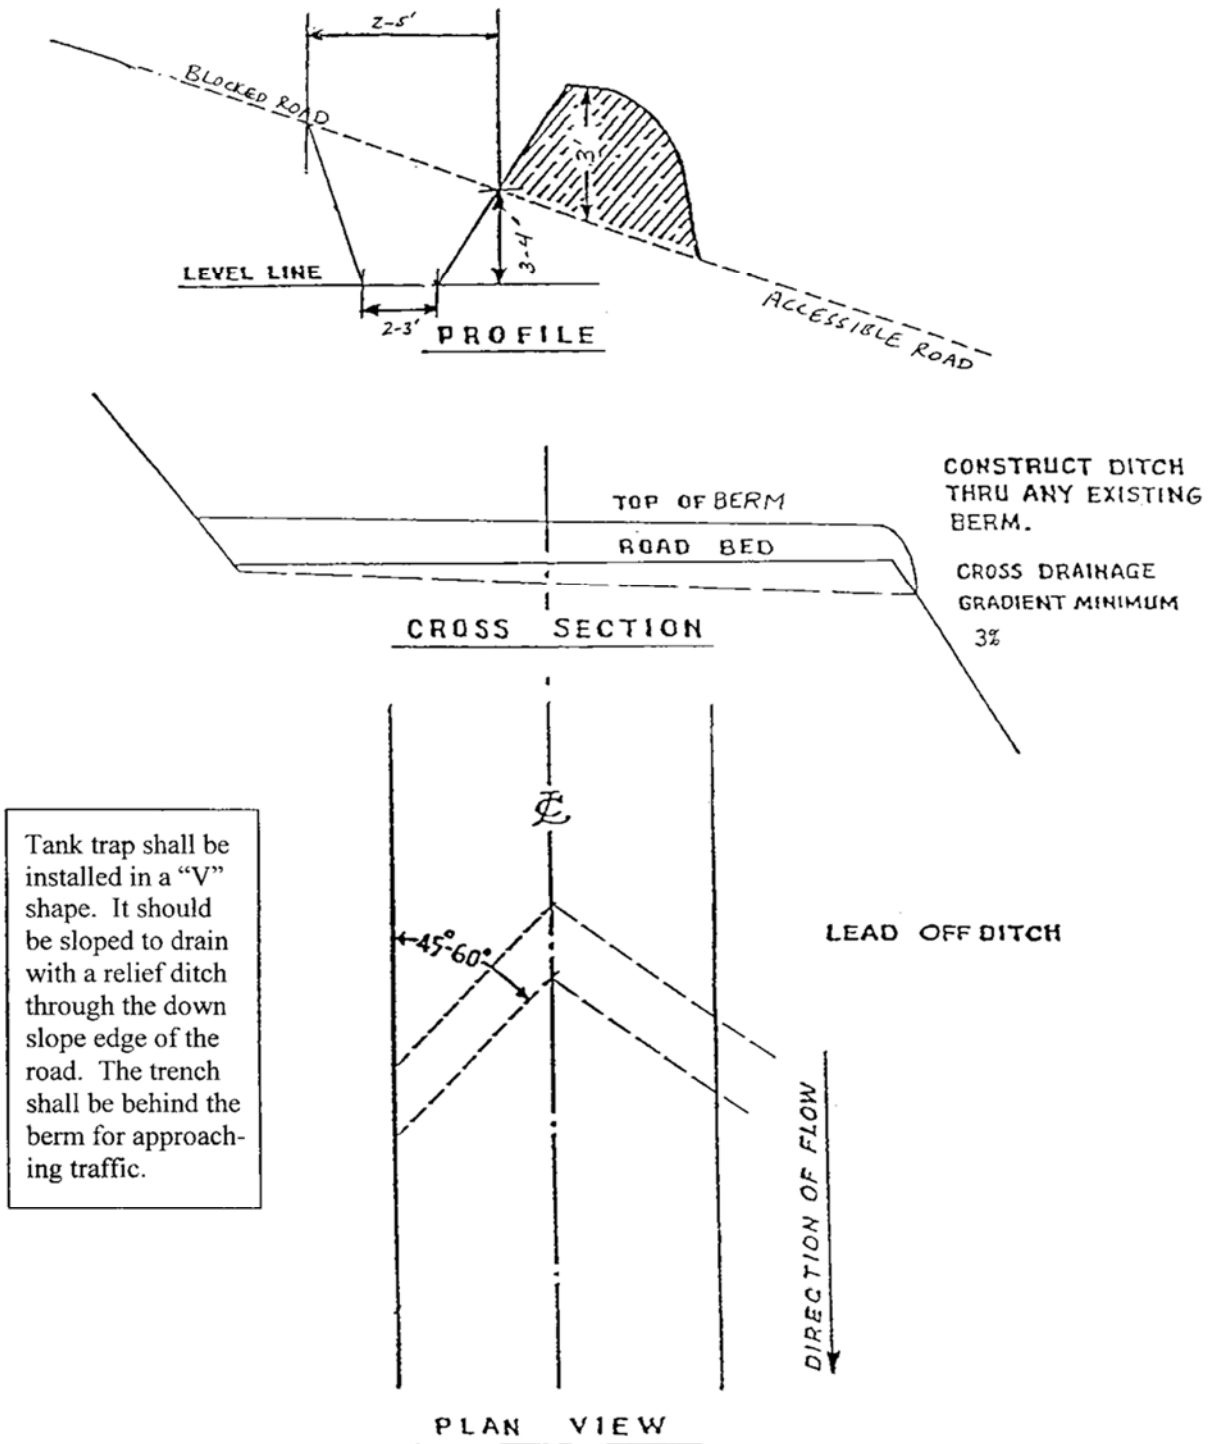 2-5'
BLOCKED ROAD
3'
3-4'
LEVEL LINE
2-3'
PROFILE
ACCESSIBLE ROAD
CONSTRUCT DITCH
THRU ANY EXISTING
BERM.
TOP OF BERM
ROAD BED
CROSS DRAINAGE
GRADIENT MINIMUM
3%
CROSS SECTION
℄
Tank trap shall be
installed in a “V”
shape. It should
be sloped to drain
with a relief ditch
through the down
slope edge of the
road. The trench
shall be behind the
berm for approach-
ing traffic.
45°-60°
LEAD OFF DITCH
DIRECTION OF FLOW
PLAN VIEW